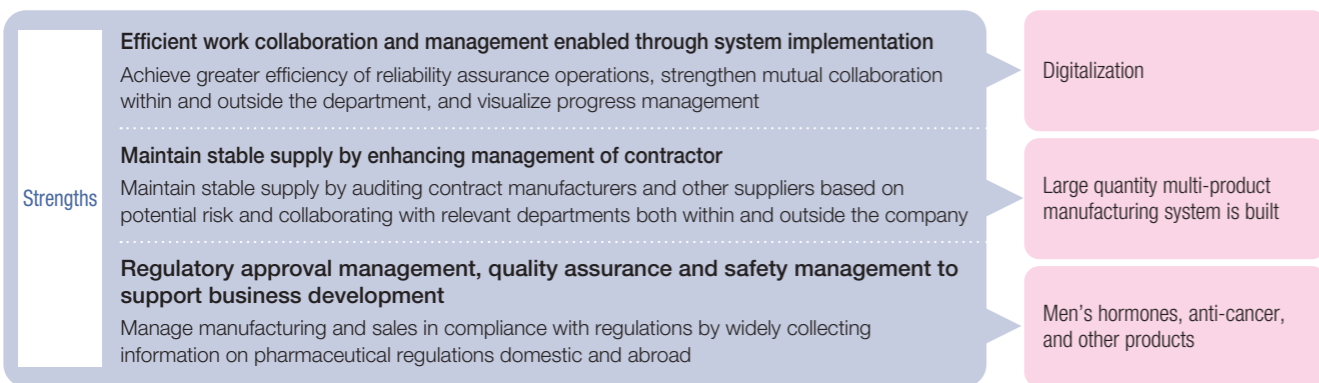 Strengths
Efficient work collaboration and management enabled through system implementation
Achieve greater efficiency of reliability assurance operations, strengthen mutual collaboration
within and outside the department, and visualize progress management
Digitalization
Maintain stable supply by enhancing management of contractor
Maintain stable supply by auditing contract manufacturers and other suppliers based on
potential risk and collaborating with relevant departments both within and outside the company
Large quantity multi-product
manufacturing system is built
Regulatory approval management, quality assurance and safety management to
support business development
Manage manufacturing and sales in compliance with regulations by widely collecting
information on pharmaceutical regulations domestic and abroad
Men’s hormones, anti-cancer,
and other products